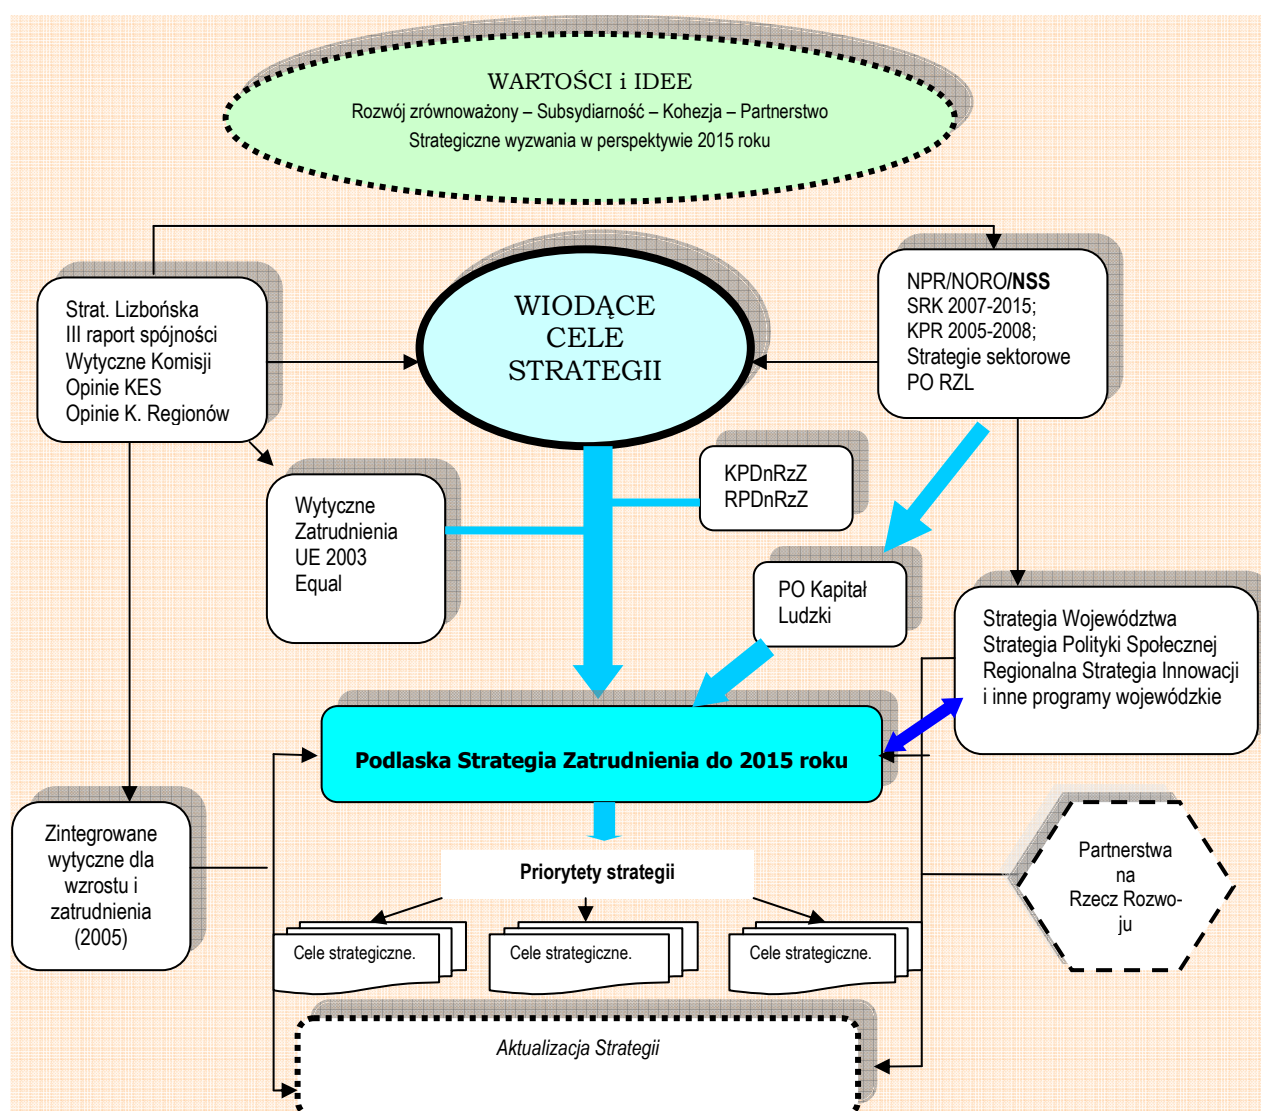 WARTOŚCI i IDEE
Rozwój zrównoważony – Subsydiarność – Kohezja – Partnerstwo
Strategiczne wyzwania w perspektywie 2015 roku
Strat. Lizbońska
III raport spójności
Wytyczne Komisji
Opinie KES
Opinie K. Regionów
WIODĄCE
CELE
STRATEGII
NPR/NORO/NSS
SRK 2007-2015;
KPR 2005-2008;
Strategie sektorowe
PO RZL
Wytyczne
Zatrudnienia
UE 2003
Equal
KPDnRzZ
RPDnRzZ
PO Kapitał
Ludzki
Strategia Województwa
Strategia Polityki Społecznej
Regionalna Strategia Innowacji
i inne programy wojewódzkie
Podlaska Strategia Zatrudnienia do 2015 roku
Zintegrowane
wytyczne dla
wzrostu i
zatrudnienia
(2005)
Priorytety strategii
Partnerstwa
na
Rzecz Rozwo-
ju
Cele strategiczne.
Cele strategiczne.
Cele strategiczne.
Aktualizacja Strategii